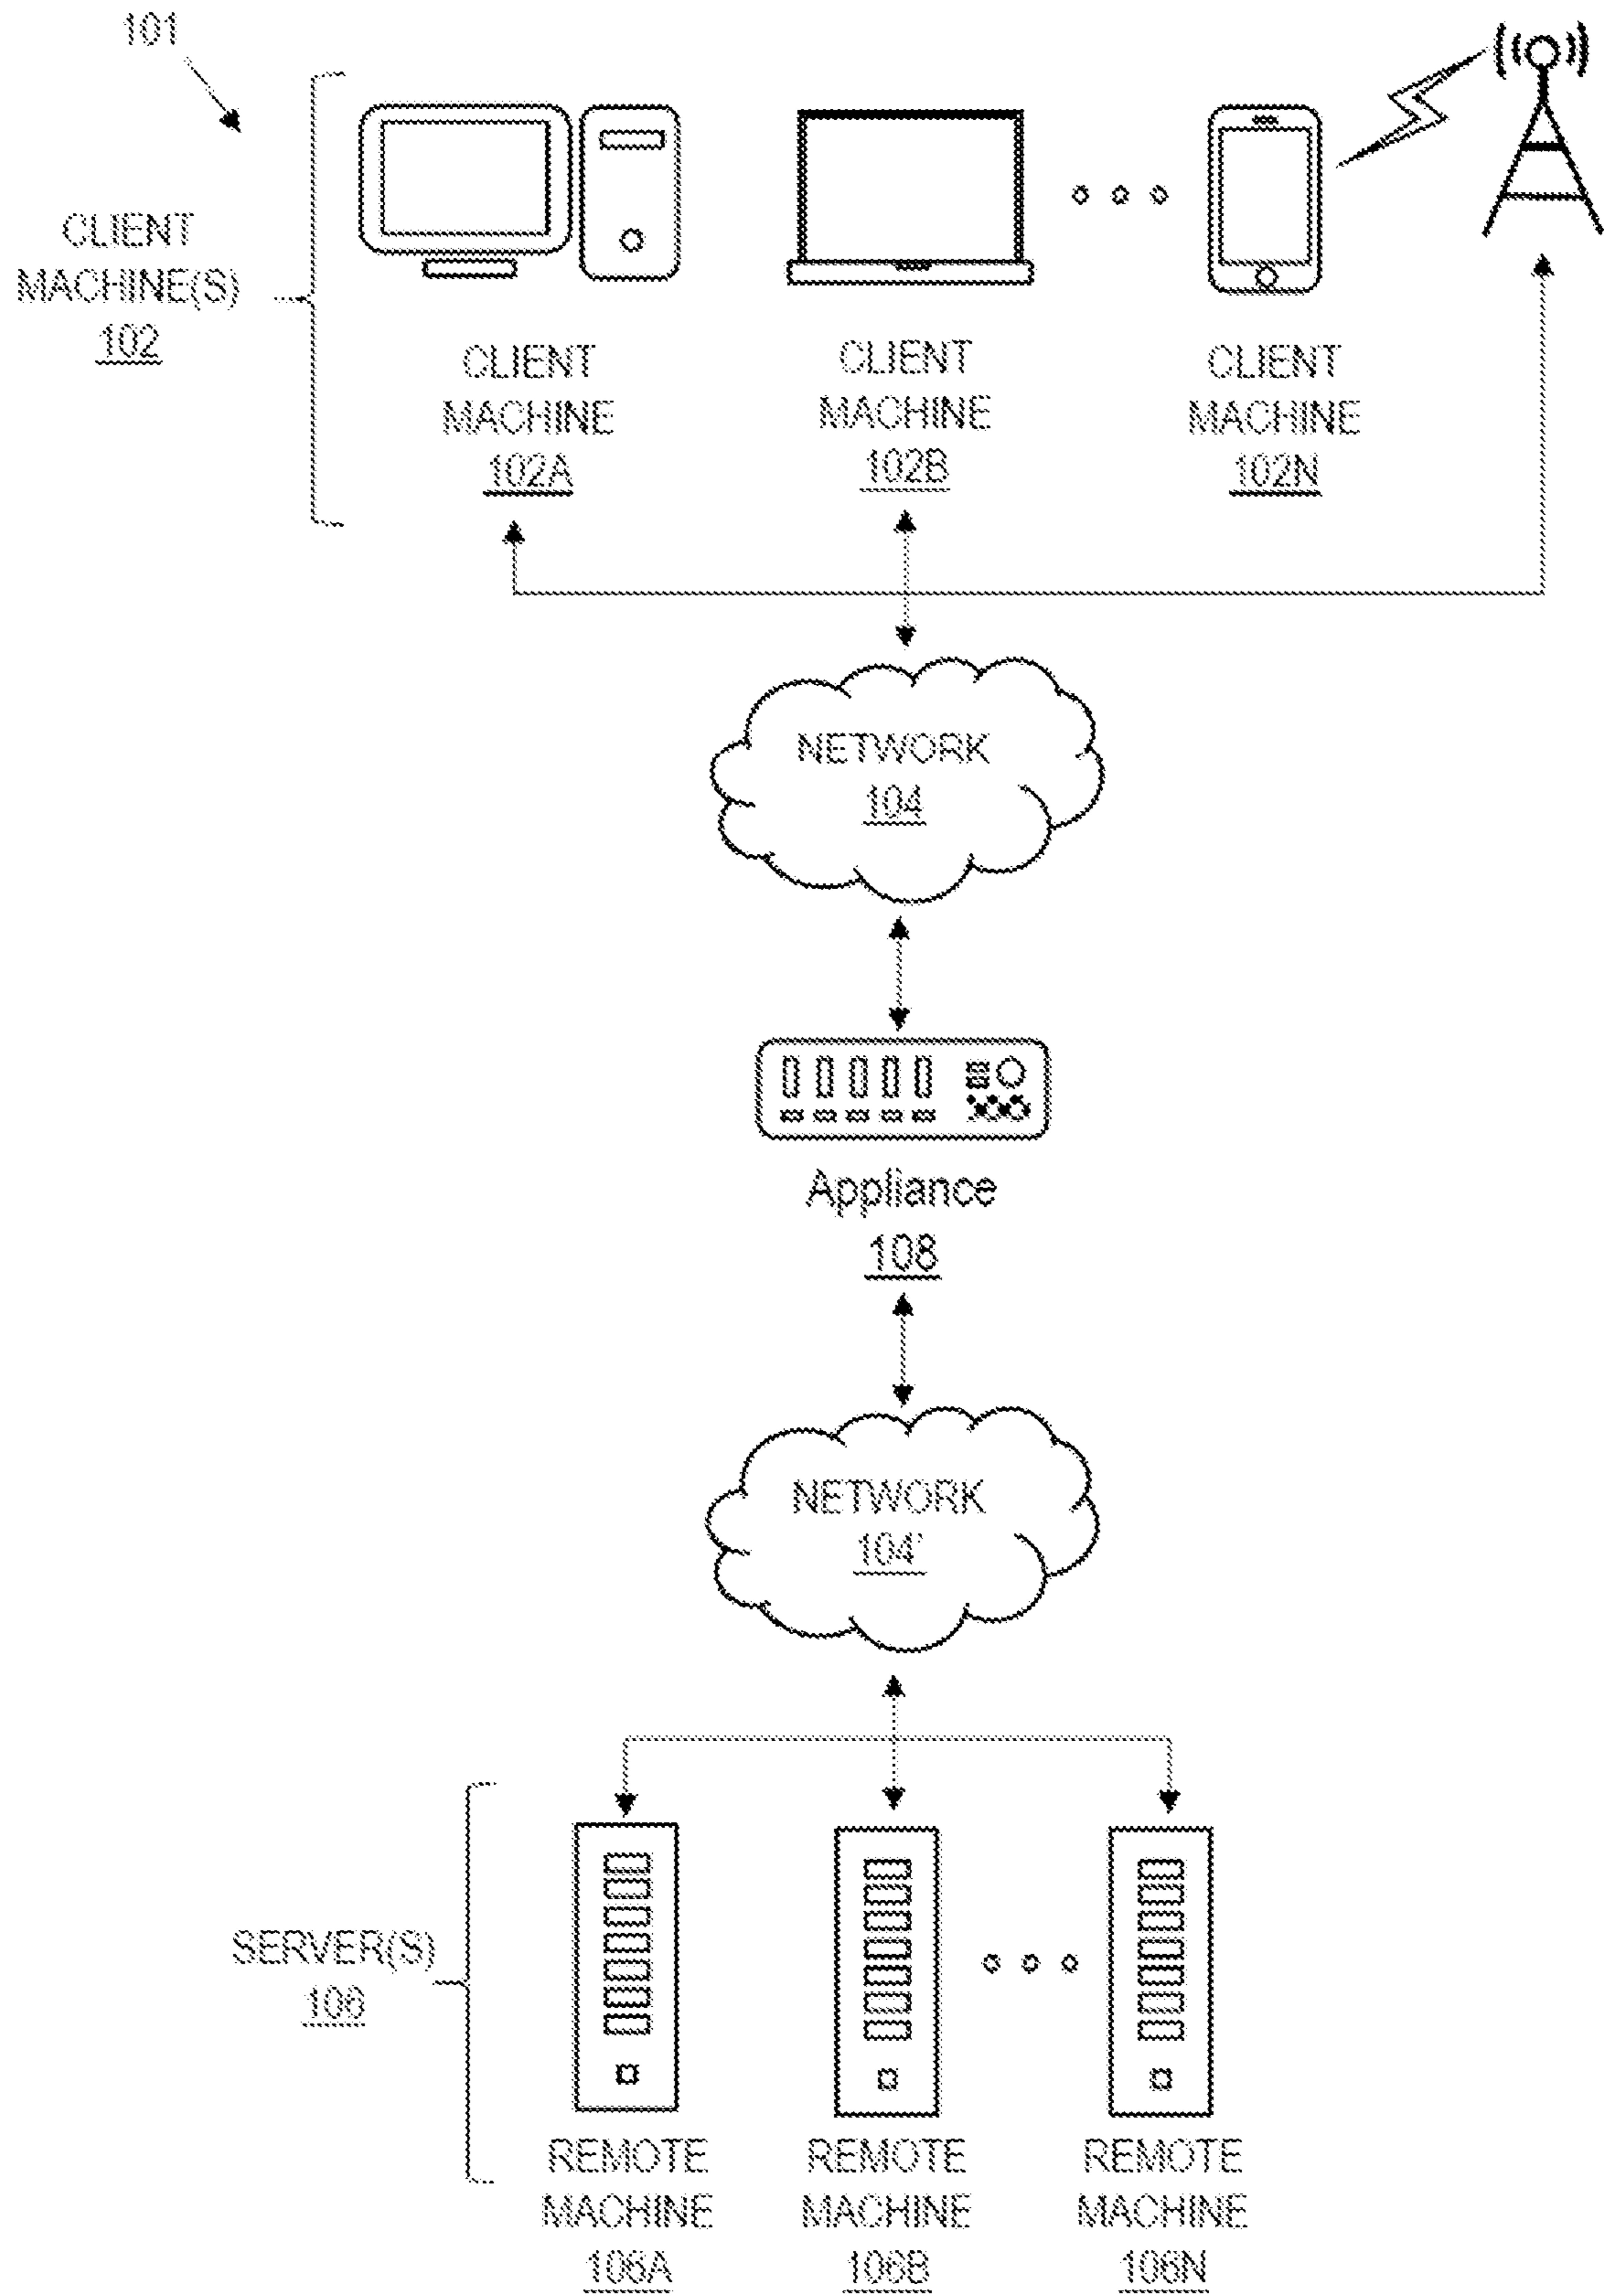 101
CLIENT
MACHINE(S)
102
CLIENT
MACHINE
102A
CLIENT
MACHINE
102B
CLIENT
MACHINE
102N
NETWORK
104
Appliance
108
NETWORK
104'
SERVER(S)
106
REMOTE
MACHINE
106A
REMOTE
MACHINE
106B
REMOTE
MACHINE
106N